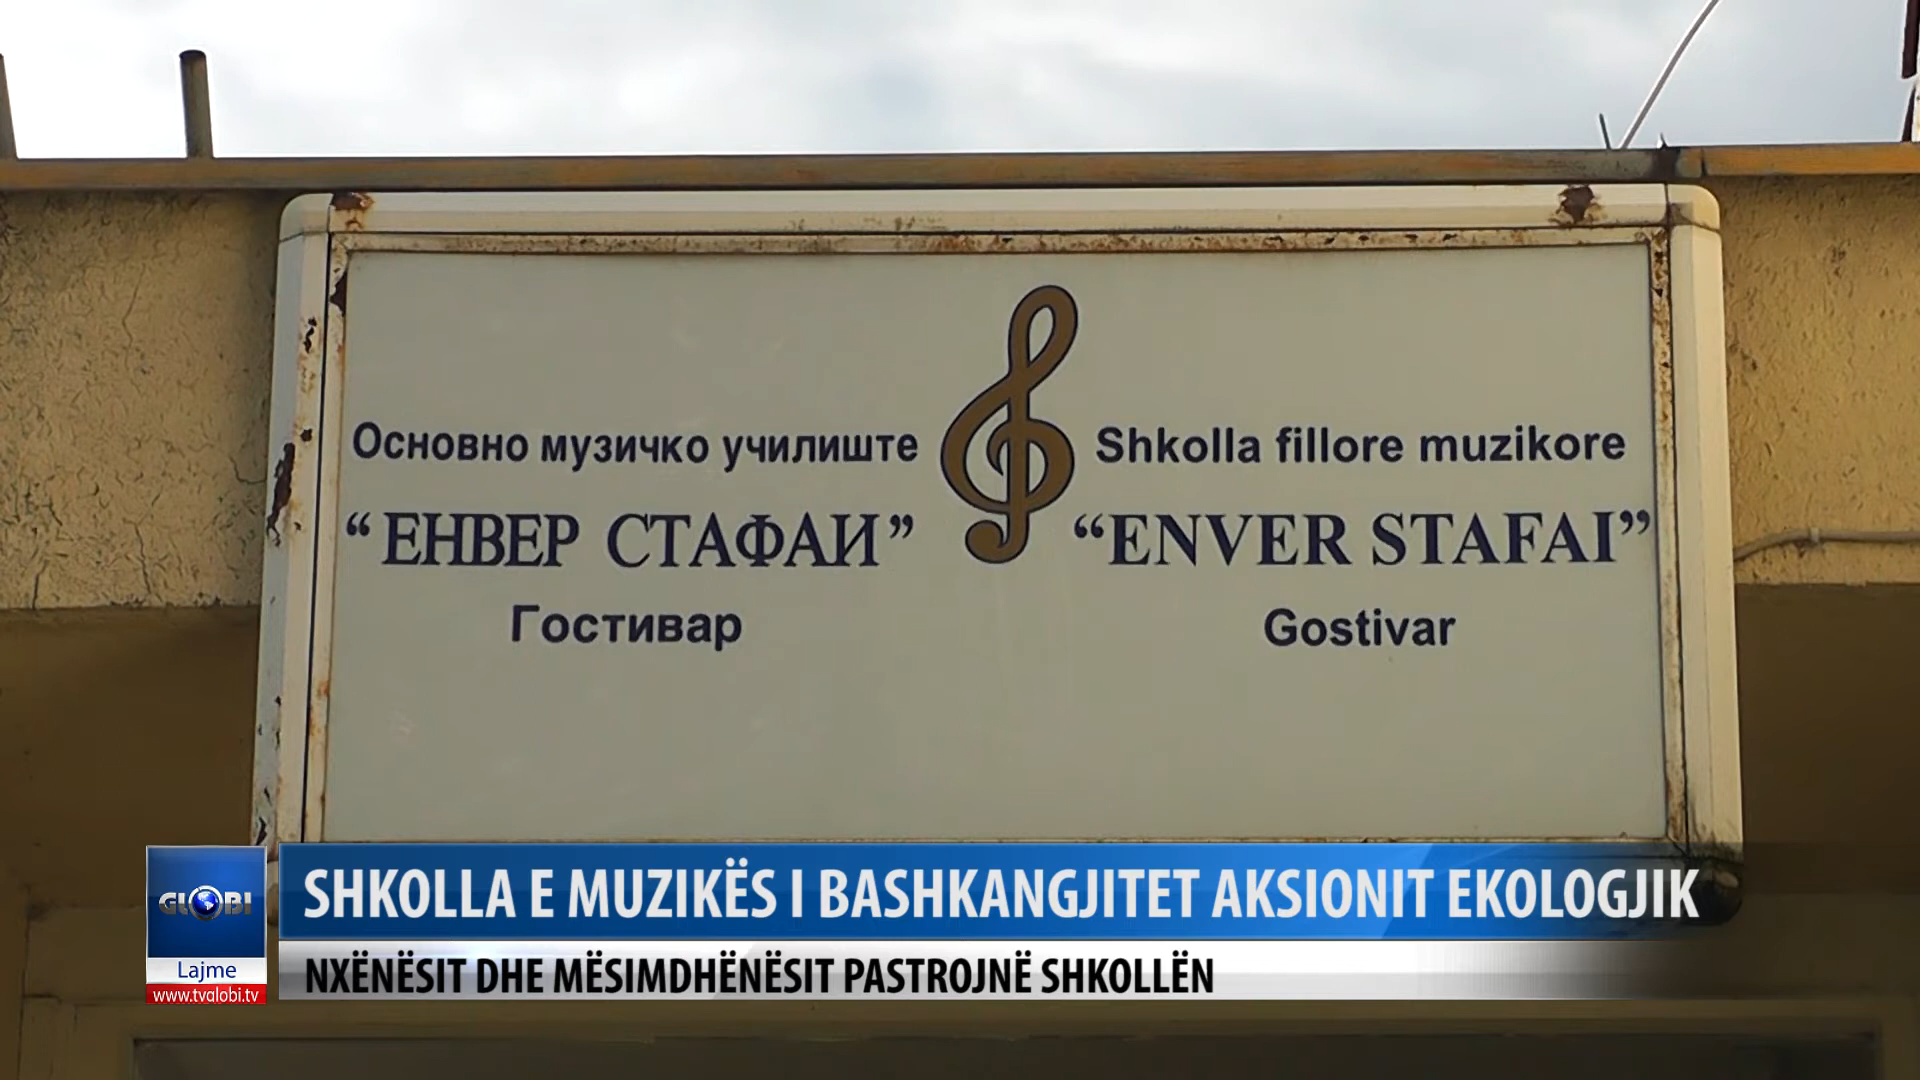 Основно музичко училиште
“ЕНВЕР СТАФАИ”
Гостивар
Shkolla fillore muzikore
“ENVER STAFAI”
Gostivar
GLOBI
Lajme
www.tvglobi.tv
SHKOLLA E MUZIKËS I BASHKANGJITET AKSIONIT EKOLOGJIK
NXËNËSIT DHE MËSIMDHËNËSIT PASTROJNË SHKOLLËN